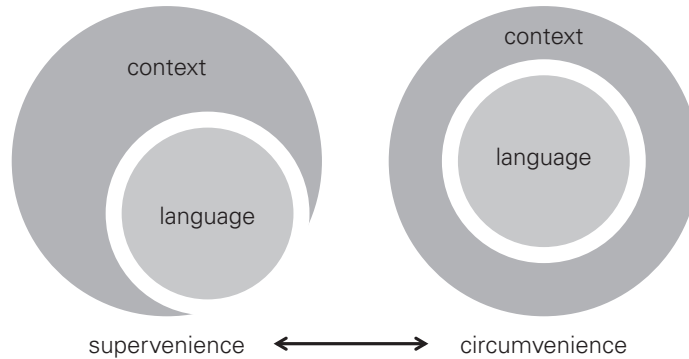 context
language
context
language
supervenience
circumvenience